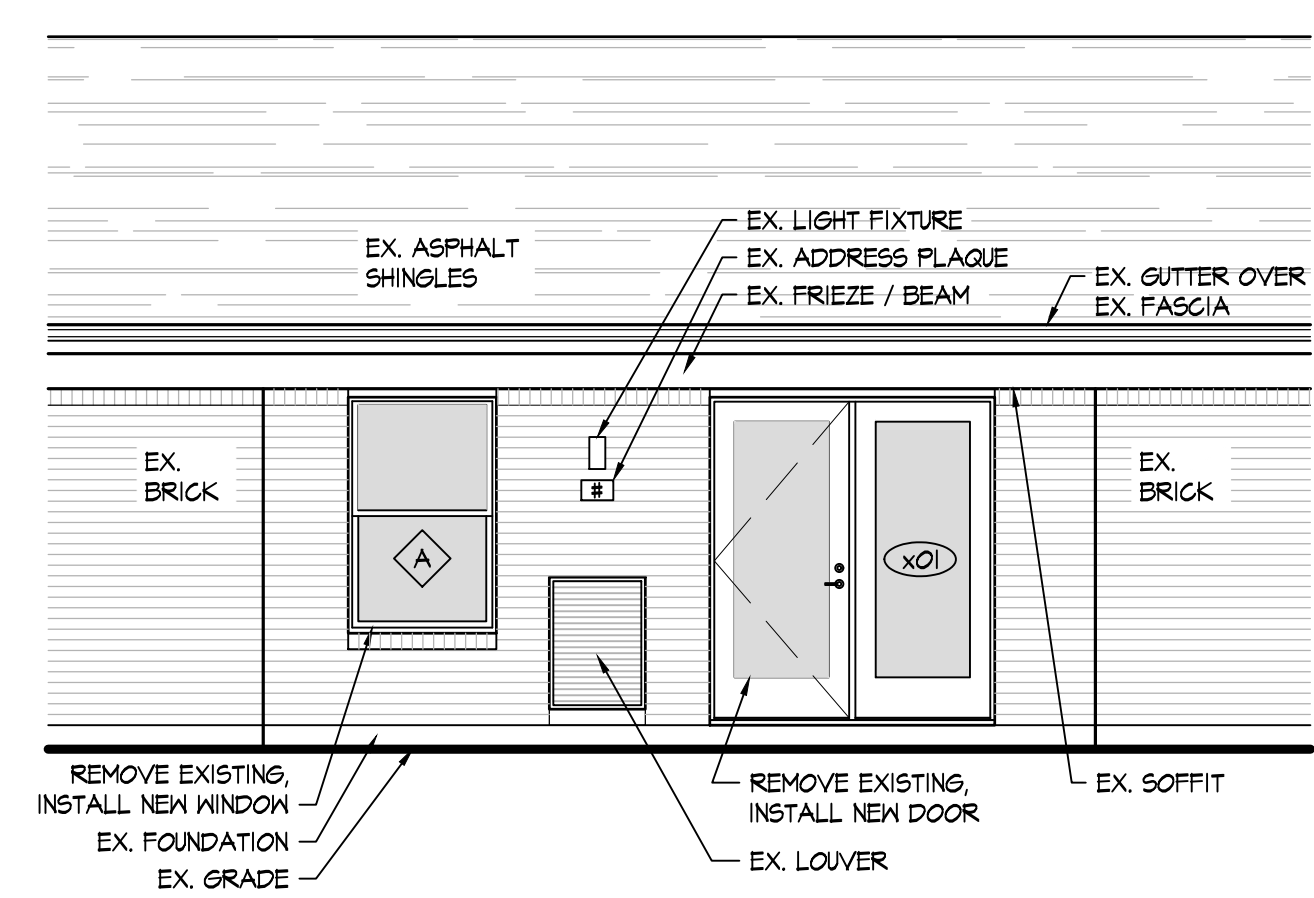 EX. LIGHT FIXTURE
EX. ASPHALT
SHINGLES
EX. ADDRESS PLAQUE
EX. FRIEZE / BEAM
EX. GUTTER OVER
EX. FASCIA
EX.
BRICK
#
EX.
BRICK
A
x01
REMOVE EXISTING,
INSTALL NEW WINDOW
EX. FOUNDATION
EX. GRADE
REMOVE EXISTING,
INSTALL NEW DOOR
EX. LOUVER
EX. SOFFIT